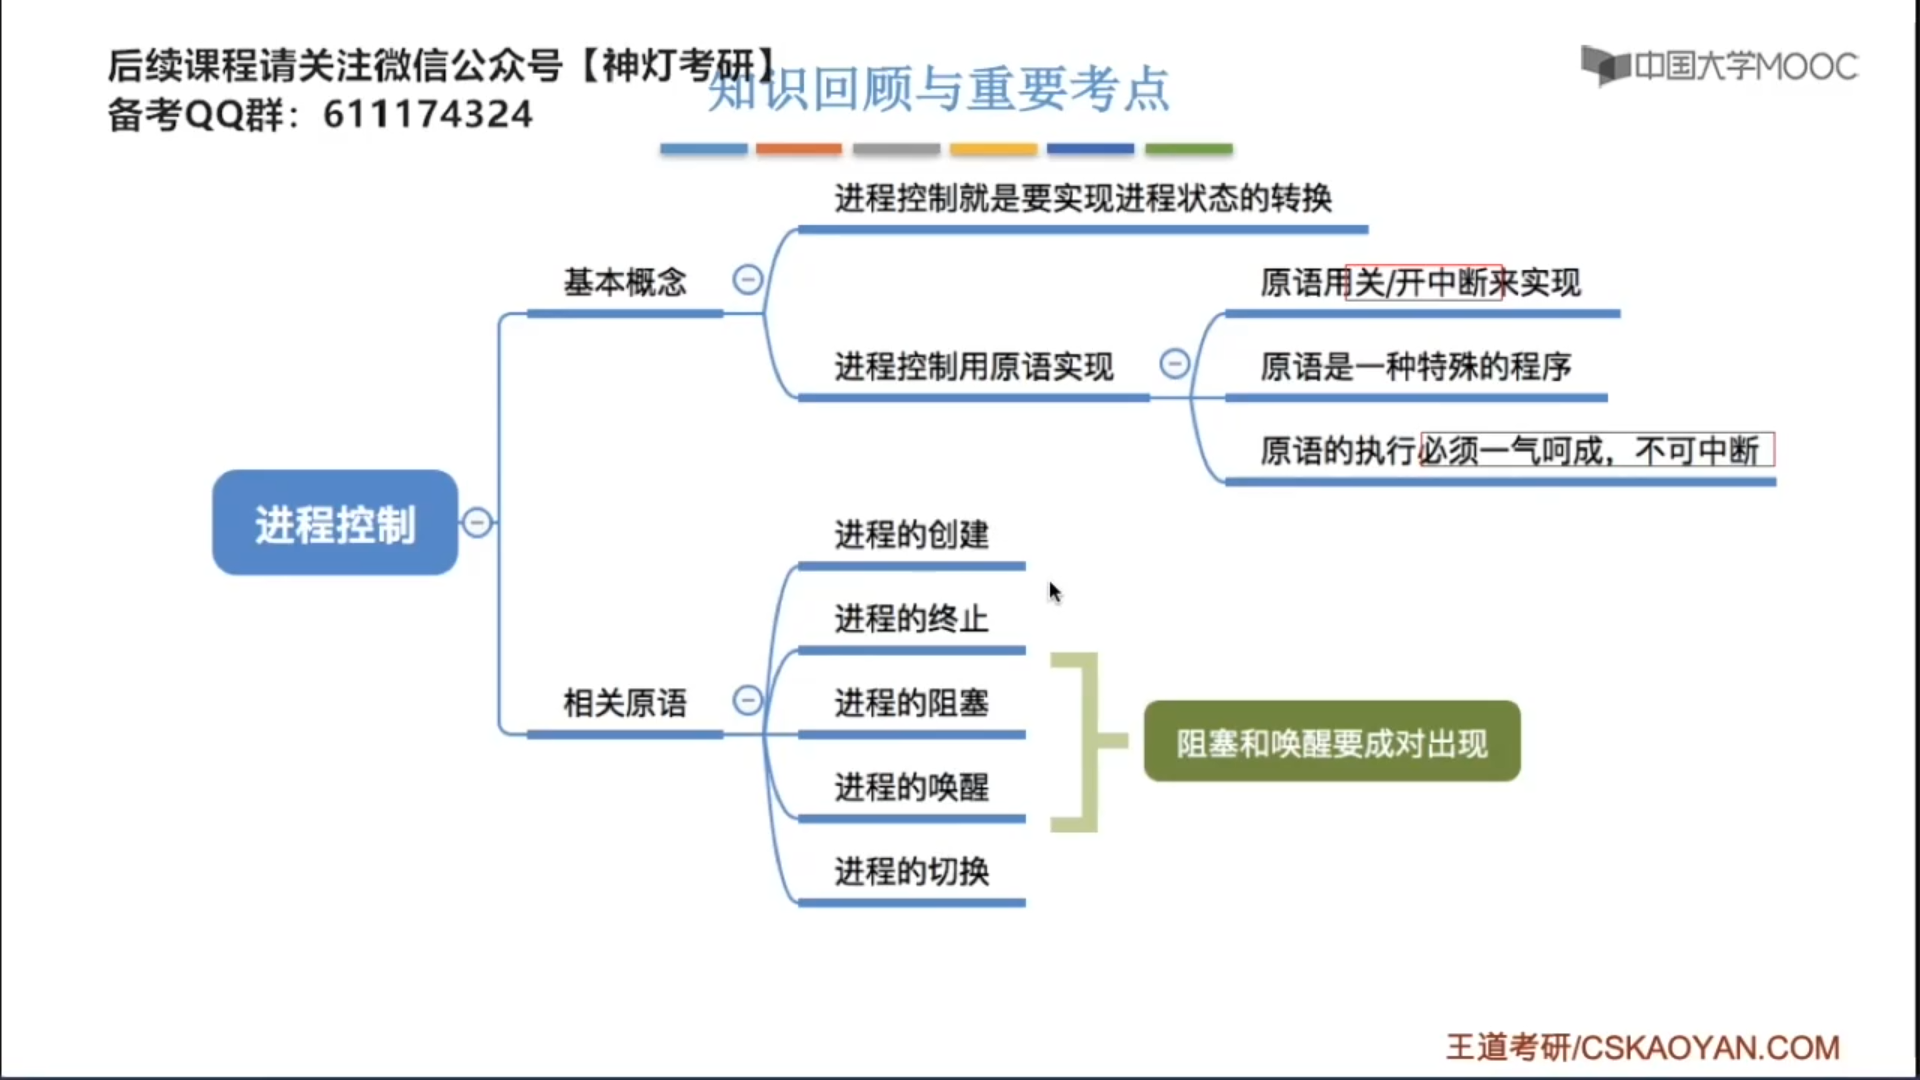 后续课程请关注微信公众号【神灯考研】
备考QQ群：611174324
知识回顾与重要考点
中国大学MOOC
进程控制就是要实现进程状态的转换
基本概念
原语用关/开中断来实现
进程控制用原语实现
原语是一种特殊的程序
原语的执行必须一气呵成，不可中断
进程控制
进程的创建
进程的终止
相关原语
进程的阻塞
阻塞和唤醒要成对出现
进程的唤醒
进程的切换
王道考研/CSKAOYAN.COM